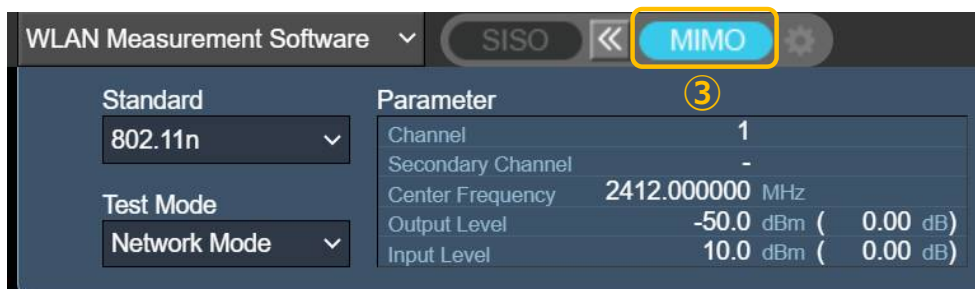 WLAN Measurement Software SISO MIMO
③
Standard
802.11n
Test Mode
Network Mode
Parameter
Channel 1
Secondary Channel -
Center Frequency 2412.000000 MHz
Output Level -50.0 dBm ( 0.00 dB)
Input Level 10.0 dBm ( 0.00 dB)